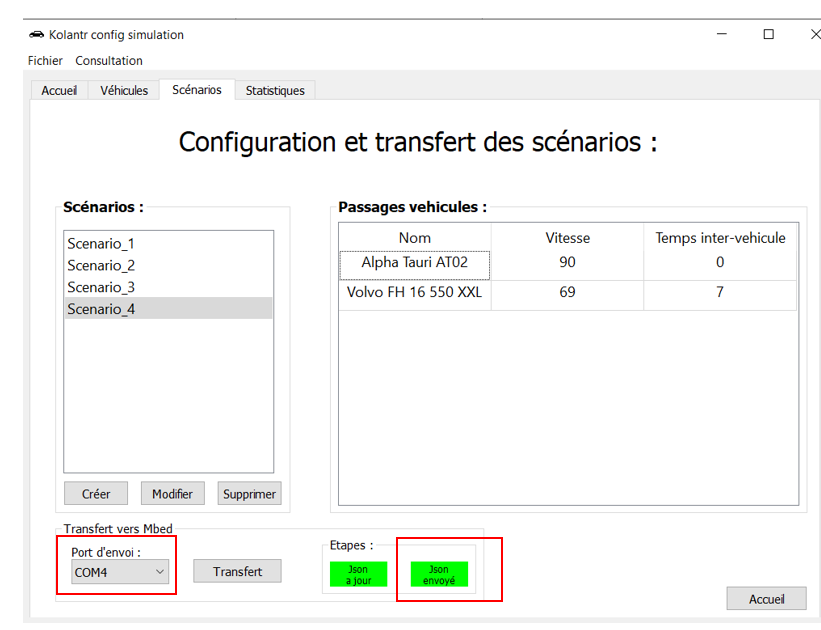 Kolantr config simulation
Fichier Consultation
Accueil Véhicules Scénarios Statistiques
Configuration et transfert des scénarios :
Scénarios :
Scenario_1
Scenario_2
Scenario_3
Scenario_4
Créer Modifier Supprimer
Passages vehicules :
Nom Vitesse Temps inter-vehicule
Alpha Tauri AT02 90 0
Volvo FH 16 550 XXL 69 7
Transfert vers Mbed
Port d'envoi :
COM4
Transfert
Etapes :
Json
a jour
Json
envoyé
Accueil